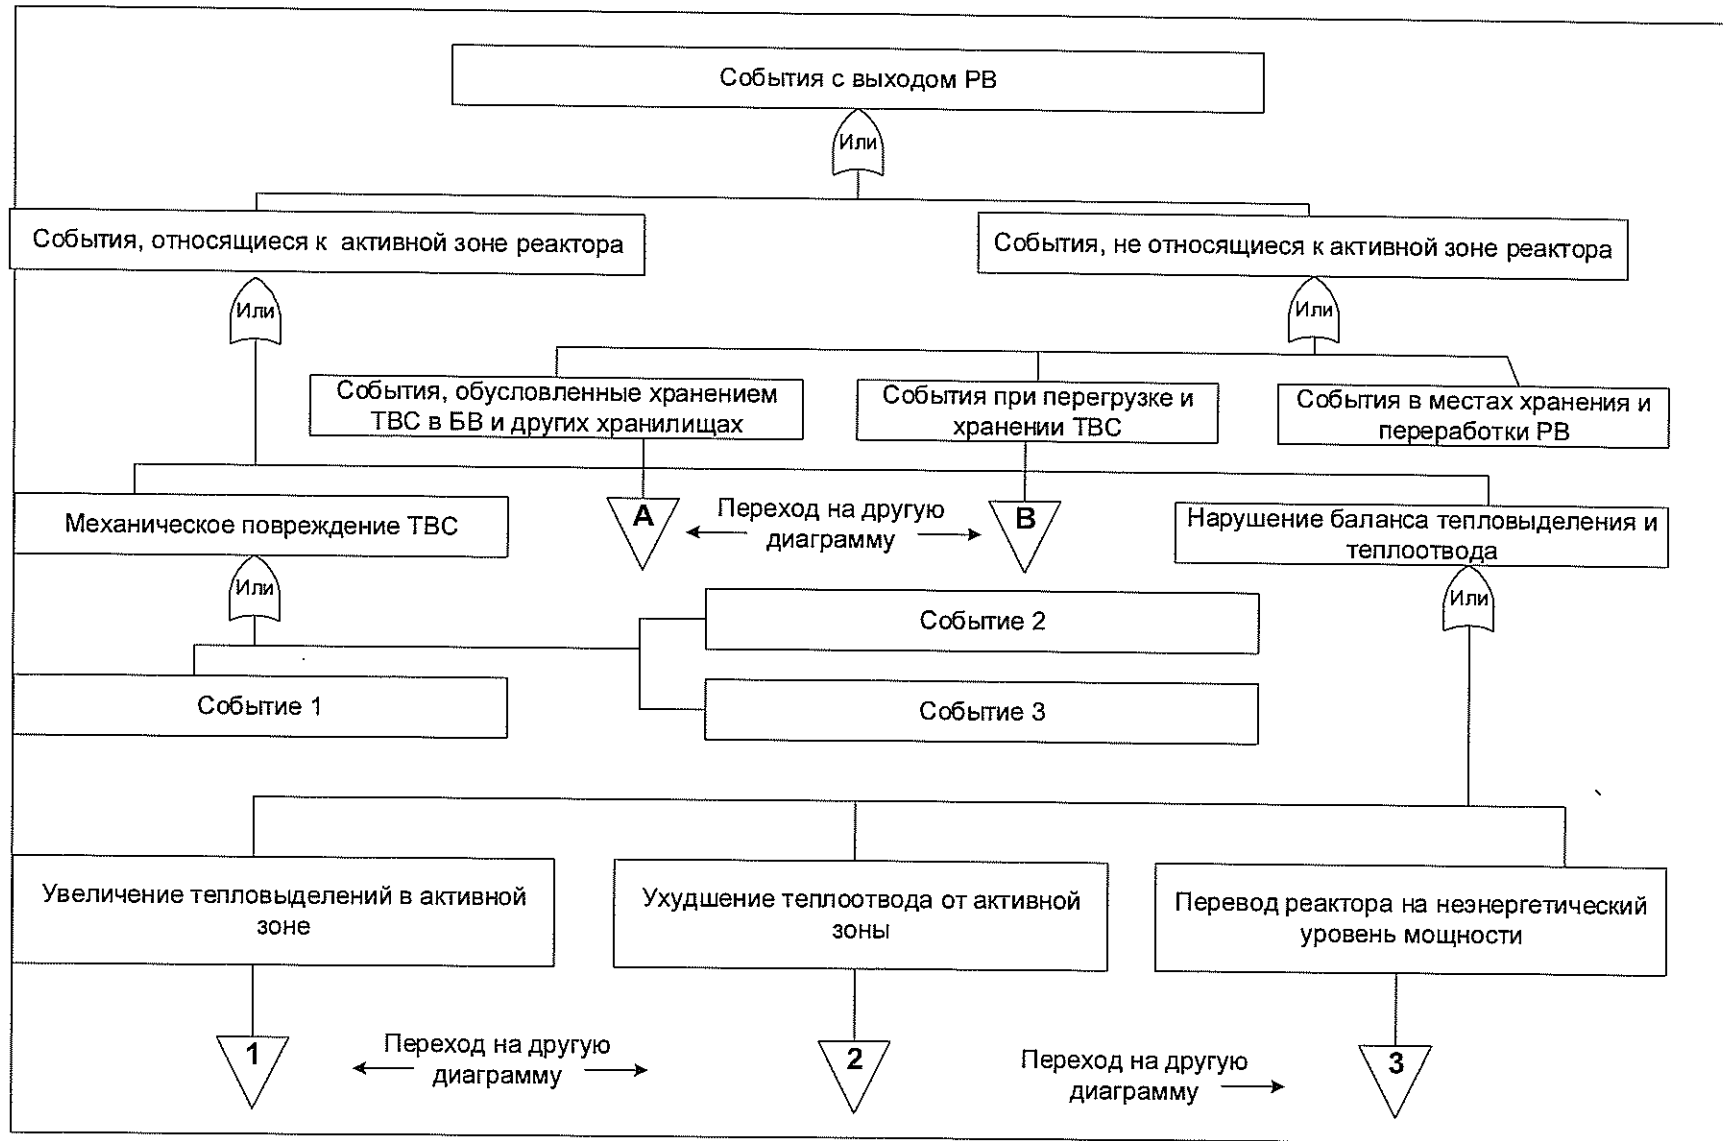 События с выходом РВ
Или
События, относящиеся к активной зоне реактора
События, не относящиеся к активной зоне реактора
Или
Или
События, обусловленные хранением
ТВС в БВ и других хранилищах
События при перегрузке и
хранении ТВС
События в местах хранения и
переработки РВ
Механическое повреждение ТВС
А
Переход на другую
диаграмму
В
Нарушение баланса тепловыделения и
теплоотвода
Или
Или
Событие 2
Событие 1
Событие 3
Увеличение тепловыделений в активной
зоне
Ухудшение теплоотвода от активной
зоны
Перевод реактора на неэнергетический
уровень мощности
1
Переход на другую
диаграмму
2
Переход на другую
диаграмму
3